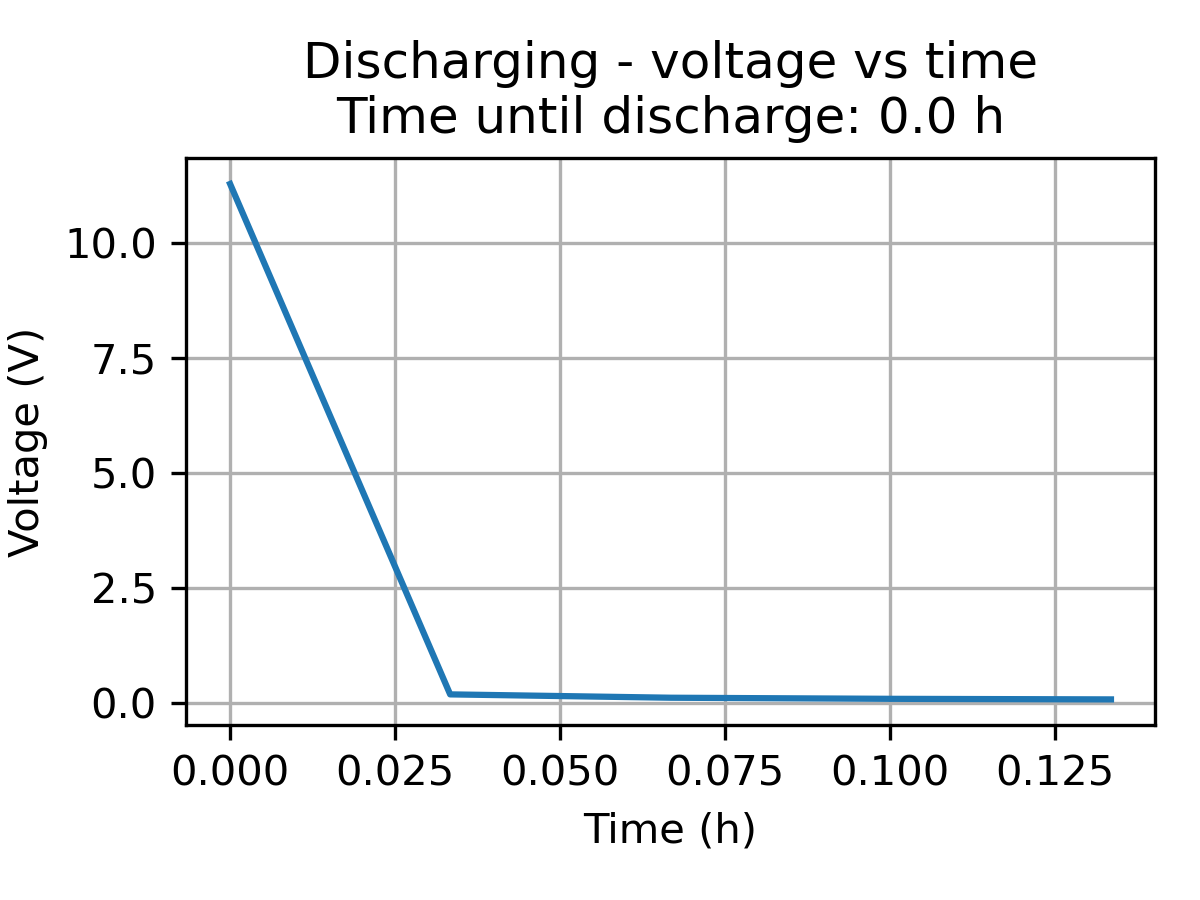 Discharging - voltage vs time
Time until discharge: 0.0 h
10.0
7.5
5.0
2.5
0.0
Voltage (V)
0.000 0.025 0.050 0.075 0.100 0.125
Time (h)